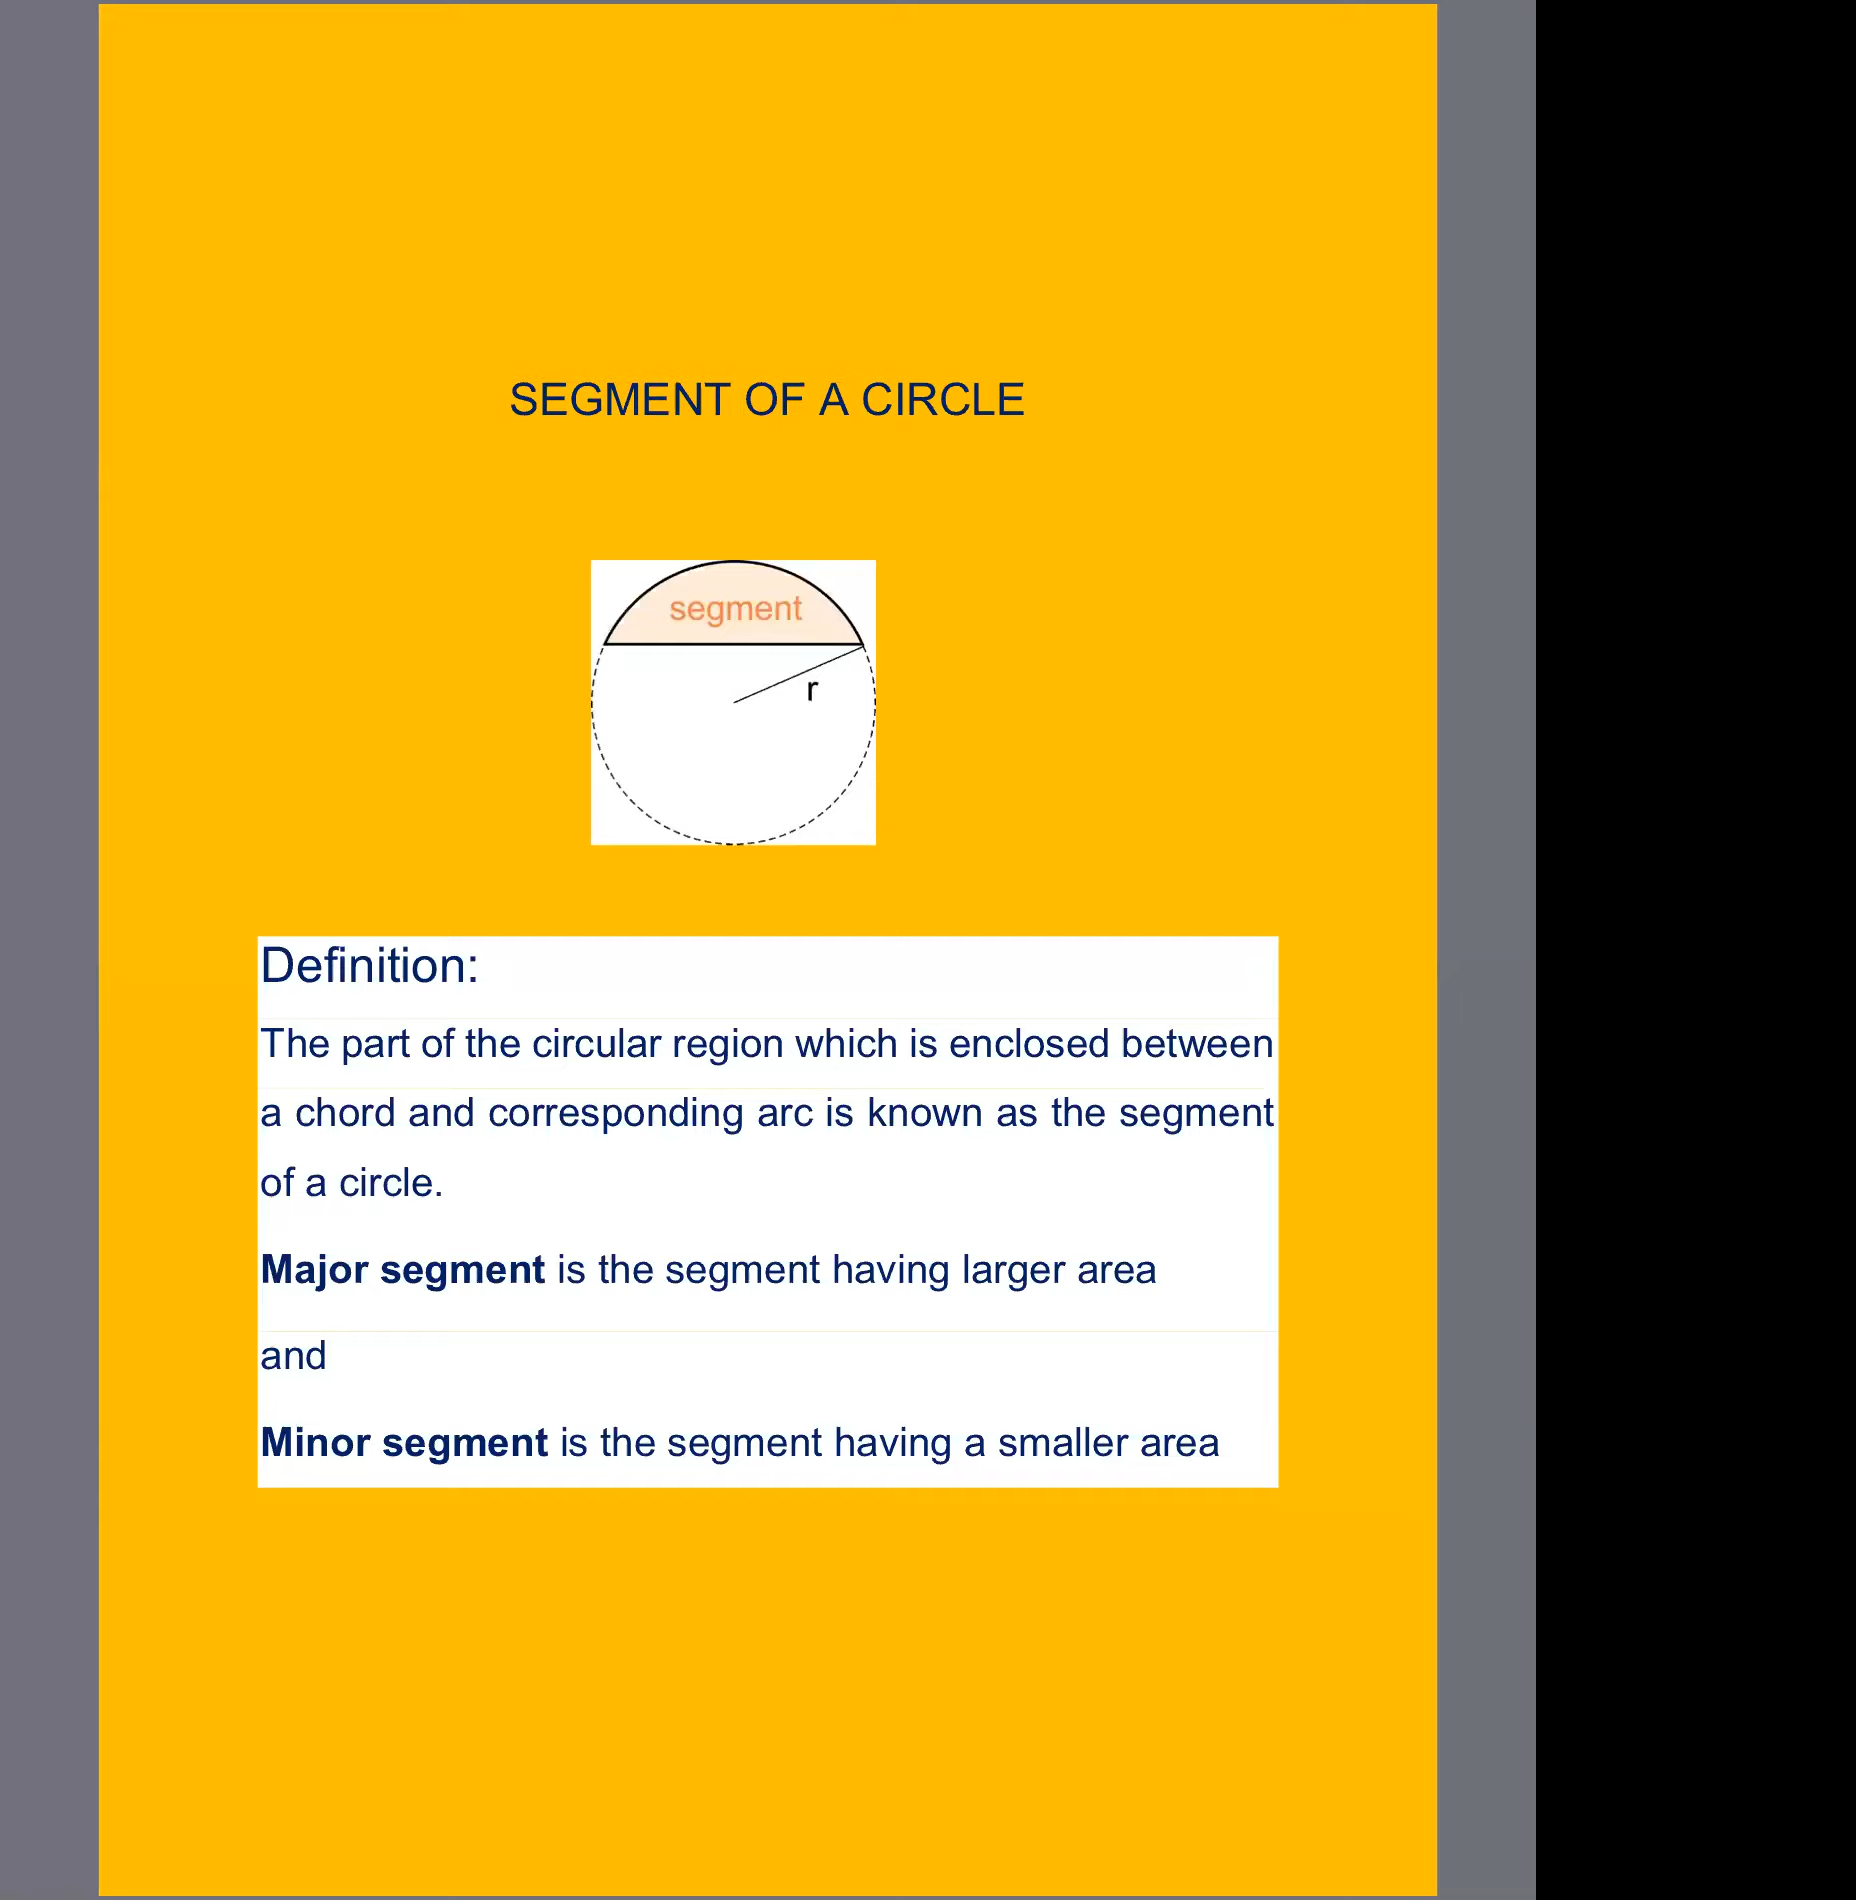 SEGMENT OF A CIRCLE
segment
r
Definition:
The part of the circular region which is enclosed between
a chord and corresponding arc is known as the segment
of a circle.
Major segment is the segment having larger area
and
Minor segment is the segment having a smaller area